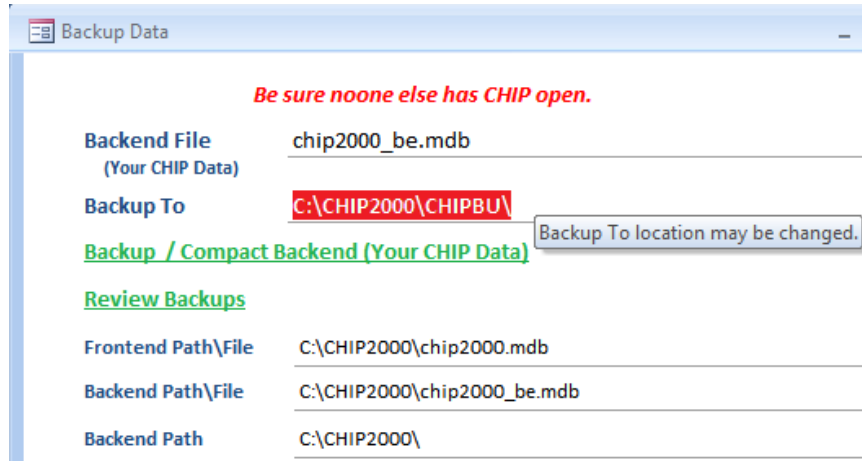 Backup Data
Be sure noone else has CHIP open.
Backend File chip2000_be.mdb
(Your CHIP Data)
Backup To C:\CHIP2000\CHIPBU\
Backup To location may be changed.
Backup / Compact Backend (Your CHIP Data)
Review Backups
Frontend Path\File C:\CHIP2000\chip2000.mdb
Backend Path\File C:\CHIP2000\chip2000_be.mdb
Backend Path C:\CHIP2000\